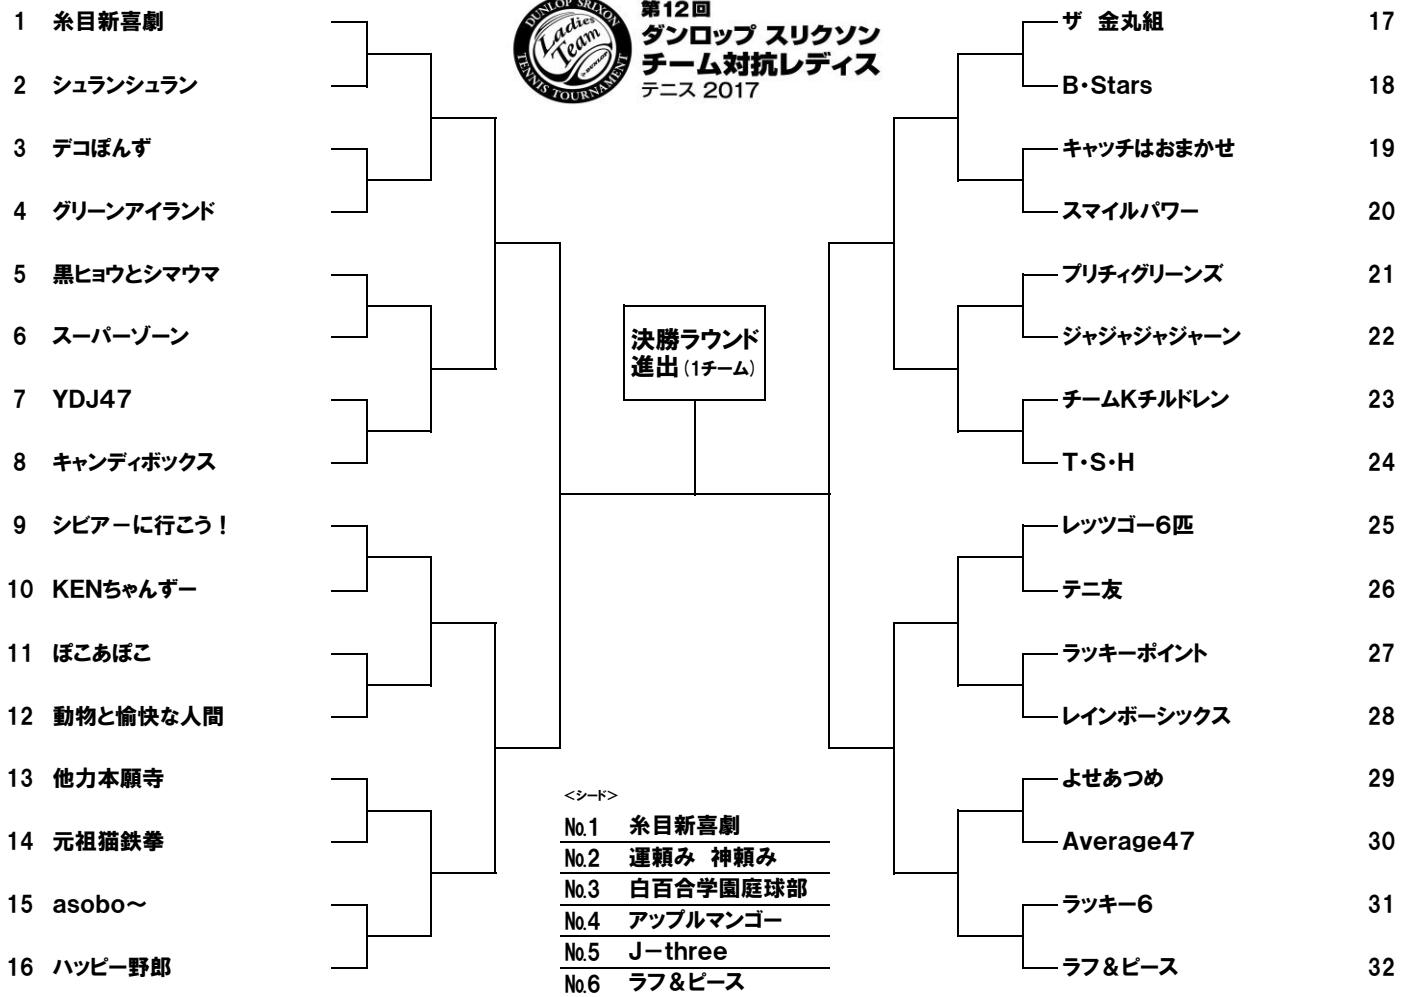 DUNLOP SRIXON
Ladies
Team
by DUNLOP
TENNIS TOURNAMENT
第12回
ダンロップ スリクソン
チーム対抗レディス
テニス 2017
1 糸目新喜劇
2 シュランシュラン
3 デコぽんず
4 グリーンアイランド
5 黒ヒョウとシマウマ
6 スーパーゾーン
7 YDJ47
8 キャンディボックス
9 シビアーに行こう！
10 KENちゃんずー
11 ぽこあぽこ
12 動物と愉快な人間
13 他力本願寺
14 元祖猫鉄拳
15 asobo～
16 ハッピー野郎
決勝ラウンド
進出(1チーム)
＜シード＞
No.1 糸目新喜劇
No.2 運頼み 神頼み
No.3 白百合学園庭球部
No.4 アップルマンゴー
No.5 J－three
No.6 ラフ＆ピース
ザ 金丸組 17
B・Stars 18
キャッチはおまかせ 19
スマイルパワー 20
プリティグリーンズ 21
ジャジャジャジャーン 22
チームKチルドレン 23
T・S・H 24
レッツゴー6匹 25
テニ友 26
ラッキーポイント 27
レインボーシックス 28
よせあつめ 29
Average47 30
ラッキー6 31
ラフ＆ピース 32